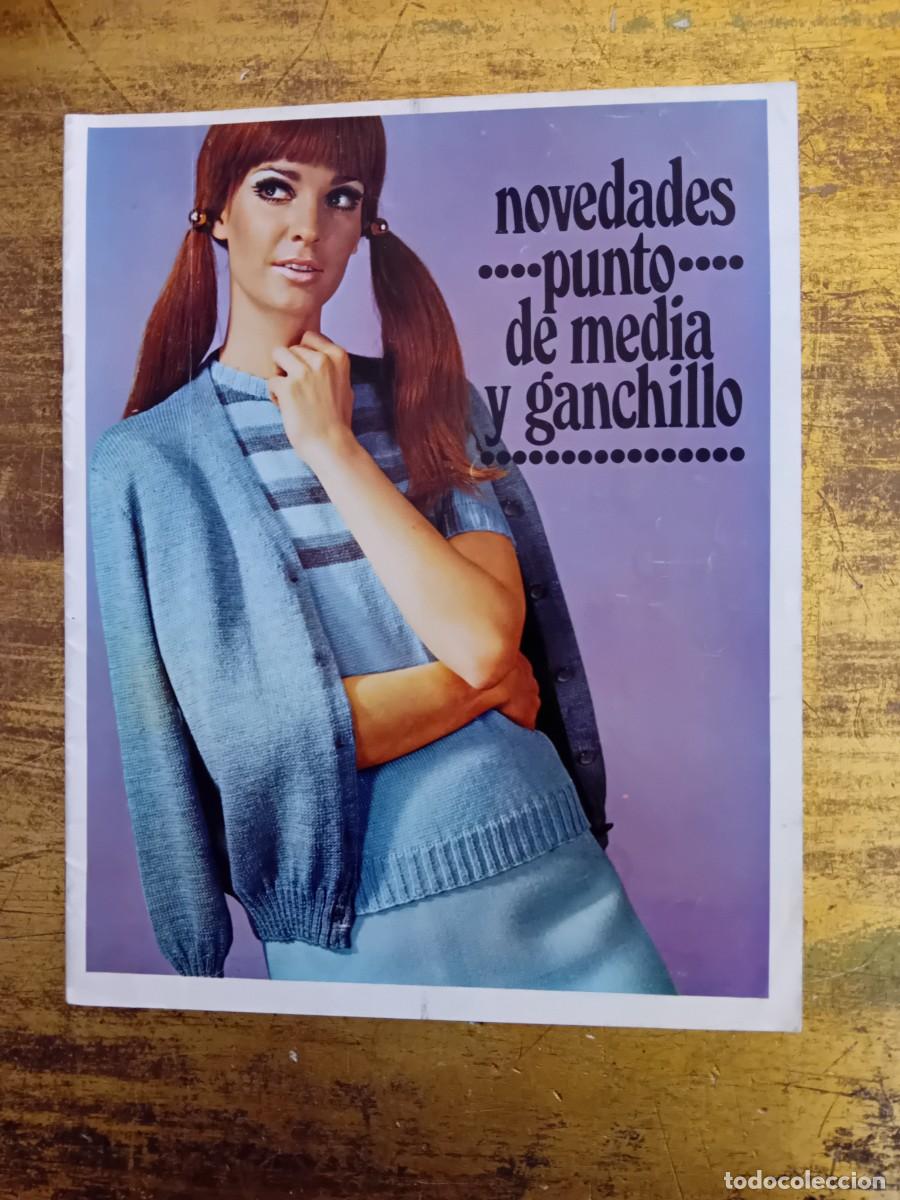 novedades
....punto....
de media
y ganchillo
................
todocoleccion